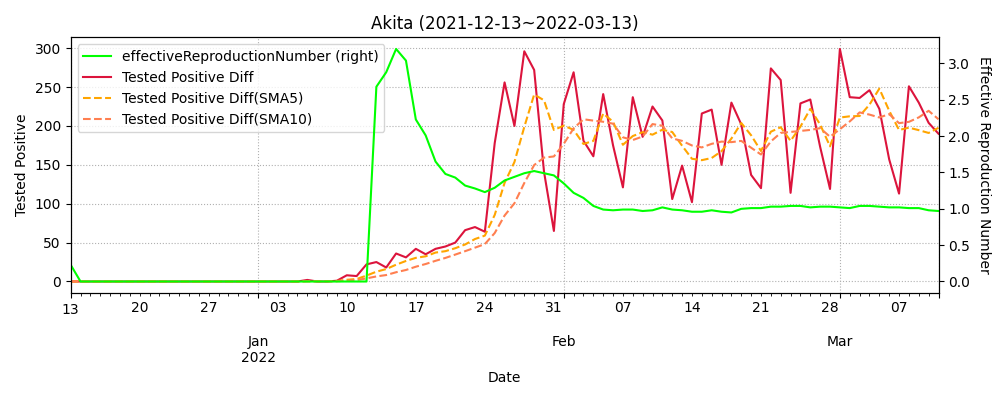 Akita (2021-12-13~2022-03-13)
effectiveReproductionNumber (right)
Tested Positive Diff
Tested Positive Diff(SMA5)
Tested Positive Diff(SMA10)
Tested Positive
300
250
200
150
100
50
0
3.0
2.5
2.0
1.5
1.0
0.5
0.0
Effective Reproduction Number
13 20 27 03 10 17 24 31 07 14 21 28 07
Jan Feb Mar
2022
Date